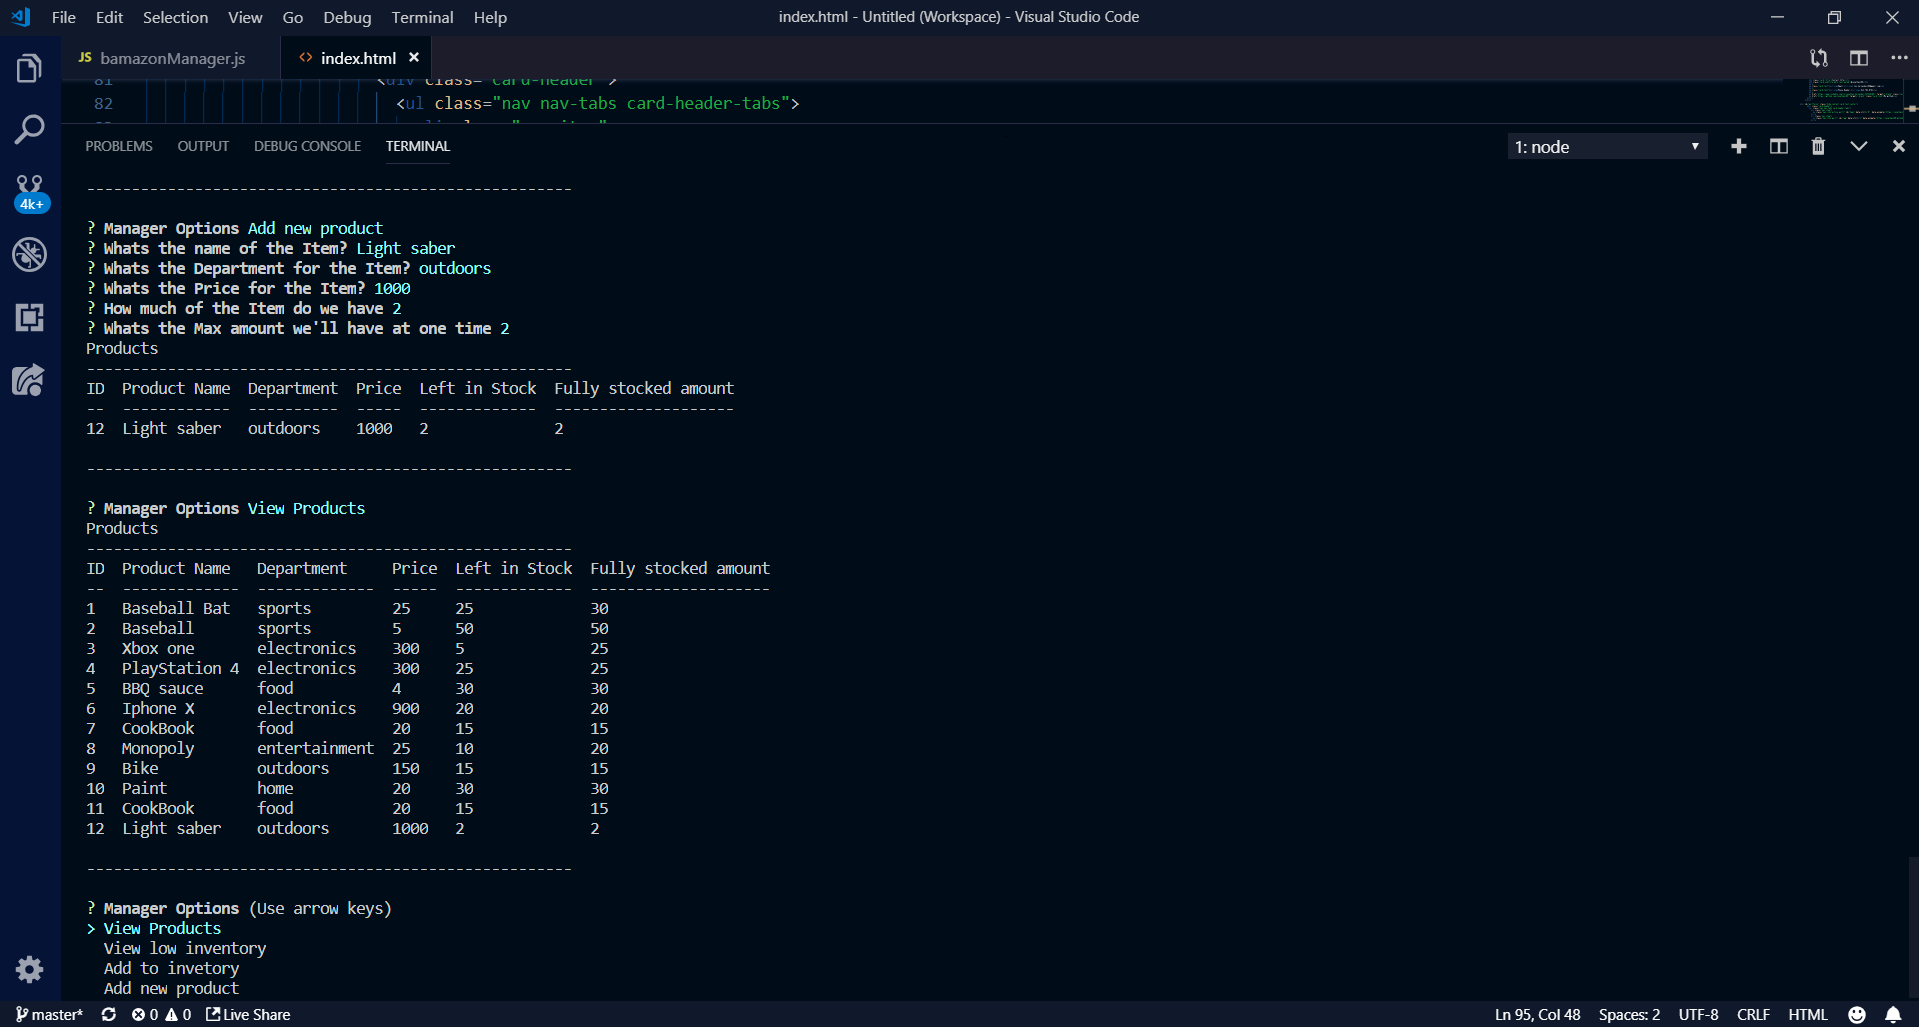 File Edit Selection View Go Debug Terminal Help
index.html - Untitled (Workspace) - Visual Studio Code
JS bamazonManager.js
<> index.html ×
81 <div class="card-header">
82 <ul class="nav nav-tabs card-header-tabs">
4k+
PROBLEMS OUTPUT DEBUG CONSOLE TERMINAL
1: node
------------------------------------------------------
? Manager Options Add new product
? Whats the name of the Item? Light saber
? Whats the Department for the Item? outdoors
? Whats the Price for the Item? 1000
? How much of the Item do we have 2
? Whats the Max amount we'll have at one time 2
Products
------------------------------------------------------
ID  Product Name  Department  Price  Left in Stock  Fully stocked amount
--  ------------  ----------  -----  -------------  --------------------
12  Light saber   outdoors    1000   2              2
------------------------------------------------------
? Manager Options View Products
Products
------------------------------------------------------
ID  Product Name   Department     Price  Left in Stock  Fully stocked amount
--  -------------  -------------  -----  -------------  --------------------
1   Baseball Bat   sports         25     25             30
2   Baseball       sports         5      50             50
3   Xbox one       electronics    300    5              25
4   PlayStation 4  electronics    300    25             25
5   BBQ sauce      food           4      30             30
6   Iphone X       electronics    900    20             20
7   CookBook       food           20     15             15
8   Monopoly       entertainment  25     10             20
9   Bike           outdoors       150    15             15
10  Paint          home           20     30             30
11  CookBook       food           20     15             15
12  Light saber    outdoors       1000   2              2
------------------------------------------------------
? Manager Options (Use arrow keys)
> View Products
View low inventory
Add to invetory
Add new product
master* 0 0 Live Share
Ln 95, Col 48 Spaces: 2 UTF-8 CRLF HTML